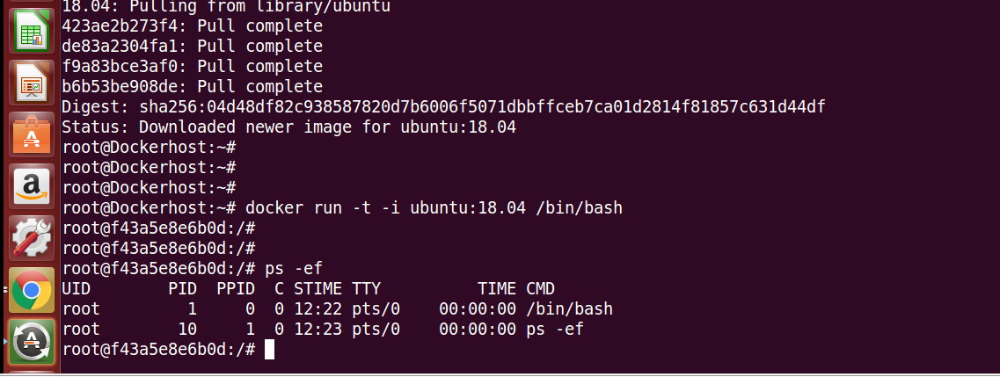 18.04: Pulling from library/ubuntu
423ae2b273f4: Pull complete
de83a2304fa1: Pull complete
f9a83bce3af0: Pull complete
b6b53be908de: Pull complete
Digest: sha256:04d48df82c938587820d7b6006f5071dbbffceb7ca01d2814f81857c631d44df
Status: Downloaded newer image for ubuntu:18.04
root@Dockerhost:~#
root@Dockerhost:~#
root@Dockerhost:~#
root@Dockerhost:~# docker run -t -i ubuntu:18.04 /bin/bash
root@f43a5e8e6b0d:/#
root@f43a5e8e6b0d:/#
root@f43a5e8e6b0d:/# ps -ef
UID        PID  PPID  C STIME TTY          TIME CMD
root         1     0  0 12:22 pts/0    00:00:00 /bin/bash
root        10     1  0 12:23 pts/0    00:00:00 ps -ef
root@f43a5e8e6b0d:/#